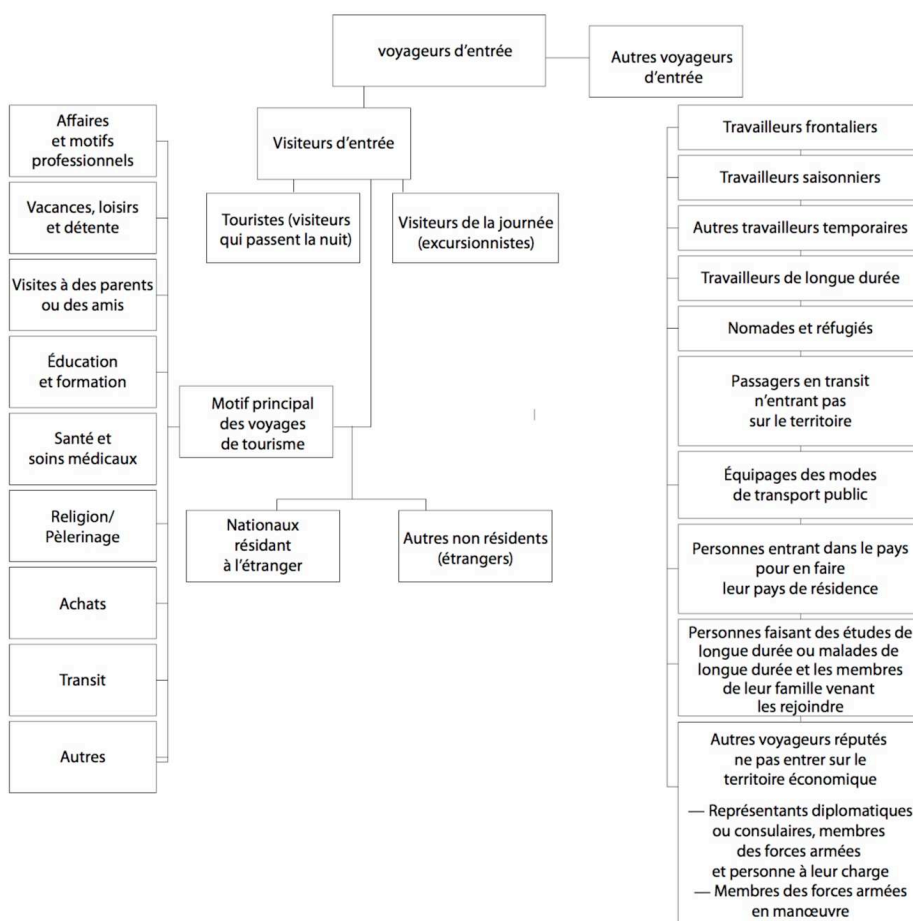 voyageurs d’entrée
Autres voyageurs
d’entrée
Visiteurs d’entrée
Touristes (visiteurs
qui passent la nuit)
Visiteurs de la journée
(excursionnistes)
Motif principal
des voyages
de tourisme
Nationaux
résidant
à l’étranger
Autres non résidents
(étrangers)
Affaires
et motifs
professionnels
Vacances, loisirs
et détente
Visites à des parents
ou des amis
Éducation
et formation
Santé et
soins médicaux
Religion/
Pèlerinage
Achats
Transit
Autres
Travailleurs frontaliers
Travailleurs saisonniers
Autres travailleurs temporaires
Travailleurs de longue durée
Nomades et réfugiés
Passagers en transit
n’entrant pas
sur le territoire
Équipages des modes
de transport public
Personnes entrant dans le pays
pour en faire
leur pays de résidence
Personnes faisant des études de
longue durée ou malades de
longue durée et les membres
de leur famille venant
les rejoindre
Autres voyageurs réputés
ne pas entrer sur le
territoire économique
— Représentants diplomatiques
ou consulaires, membres
des forces armées
et personne à leur charge
— Membres des forces armées
en manœuvre